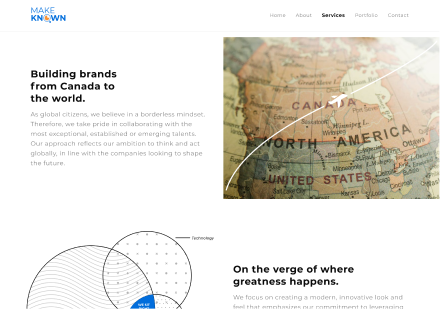 MAKE
KNOWN
Home About Services Portfolio Contact
Building brands
from Canada to
the world.
As global citizens, we believe in a borderless mindset.
Therefore, we take pride in collaborating with the
most exceptional, established or emerging talents.
Our approach reflects our ambition to think and act
globally, in line with the companies looking to shape
the future.
CANADA
Winnipeg
NORTH AMERICA
Bismarck
UNITED STATES
Chicago
Omaha
Technology
On the verge of where
greatness happens.
We focus on creating a modern, innovative look and
feel that emphasizes our commitment to leveraging